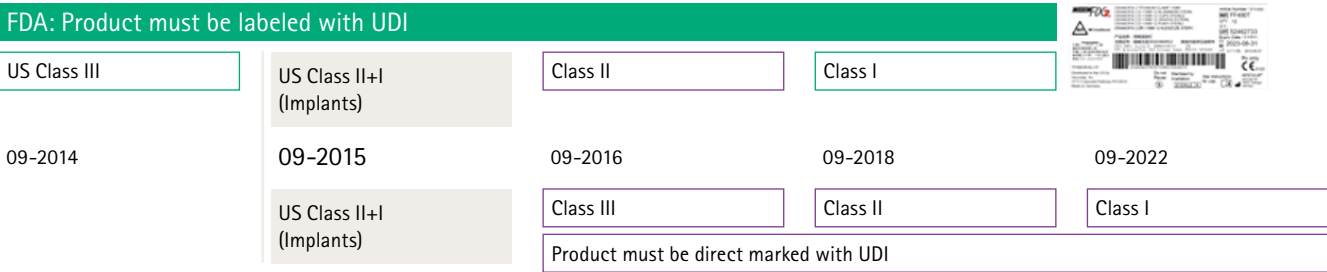 FDA: Product must be labeled with UDI
US Class III
US Class II+I
(Implants)
Class II
Class I
09-2014
09-2015
09-2016
09-2018
09-2022
US Class II+I
(Implants)
Class III
Class II
Class I
Product must be direct marked with UDI